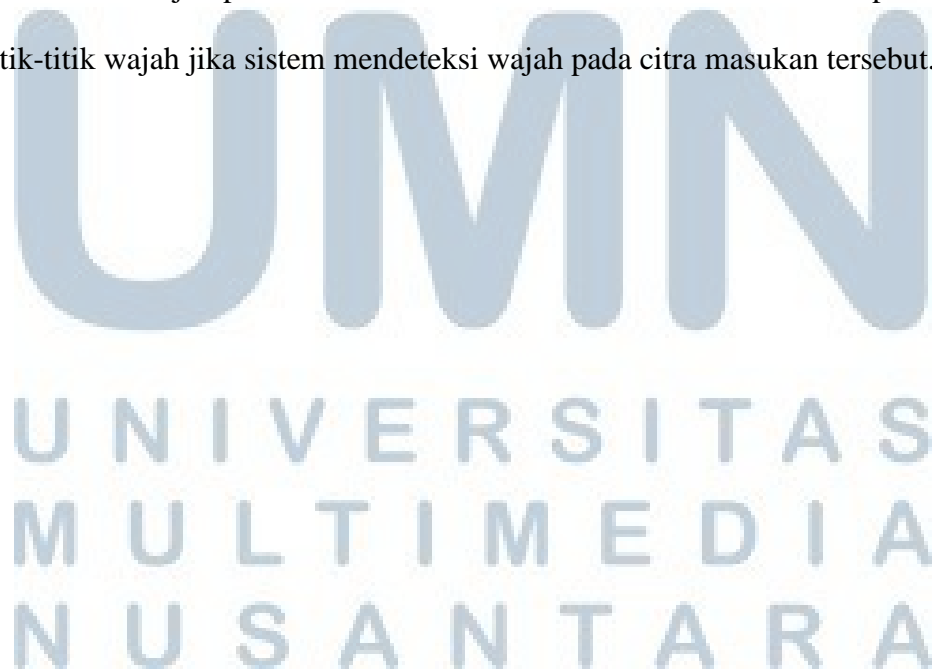 tik-titik wajah jika sistem mendeteksi wajah pada citra masukan tersebut.
UMN
UNIVERSITAS
MULTIMEDIA
NUSANTARA